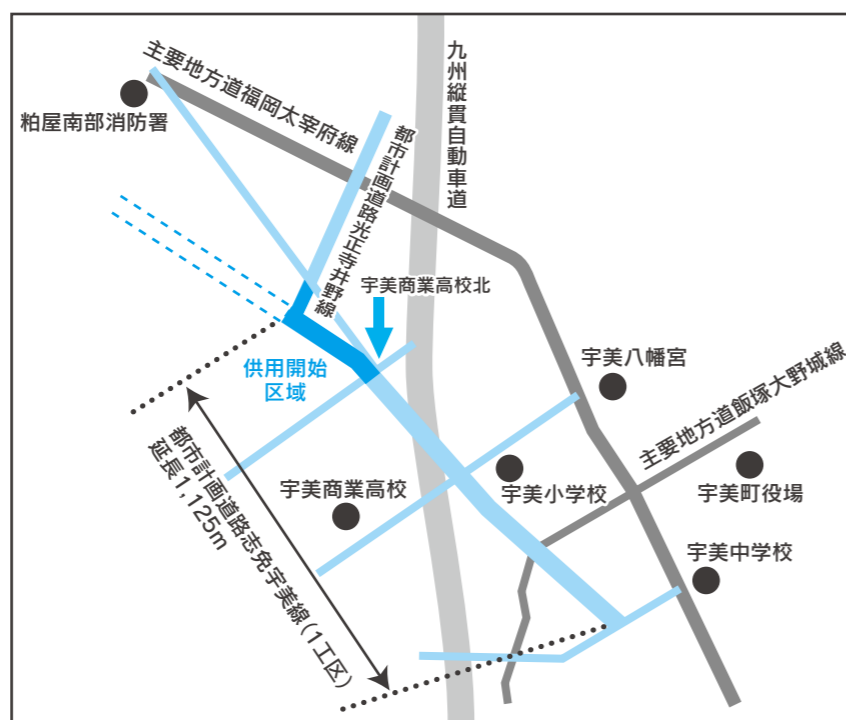 主要地方道福岡太宰府線
九州縦貫自動車道
粕屋南部消防署
都市計画道路光正寺井野線
宇美商業高校北
供用開始
区域
宇美八幡宮
主要地方道飯塚大野城線
都市計画道路志免宇美線(1工区)
延長1,125m
宇美商業高校
宇美小学校
宇美町役場
宇美中学校